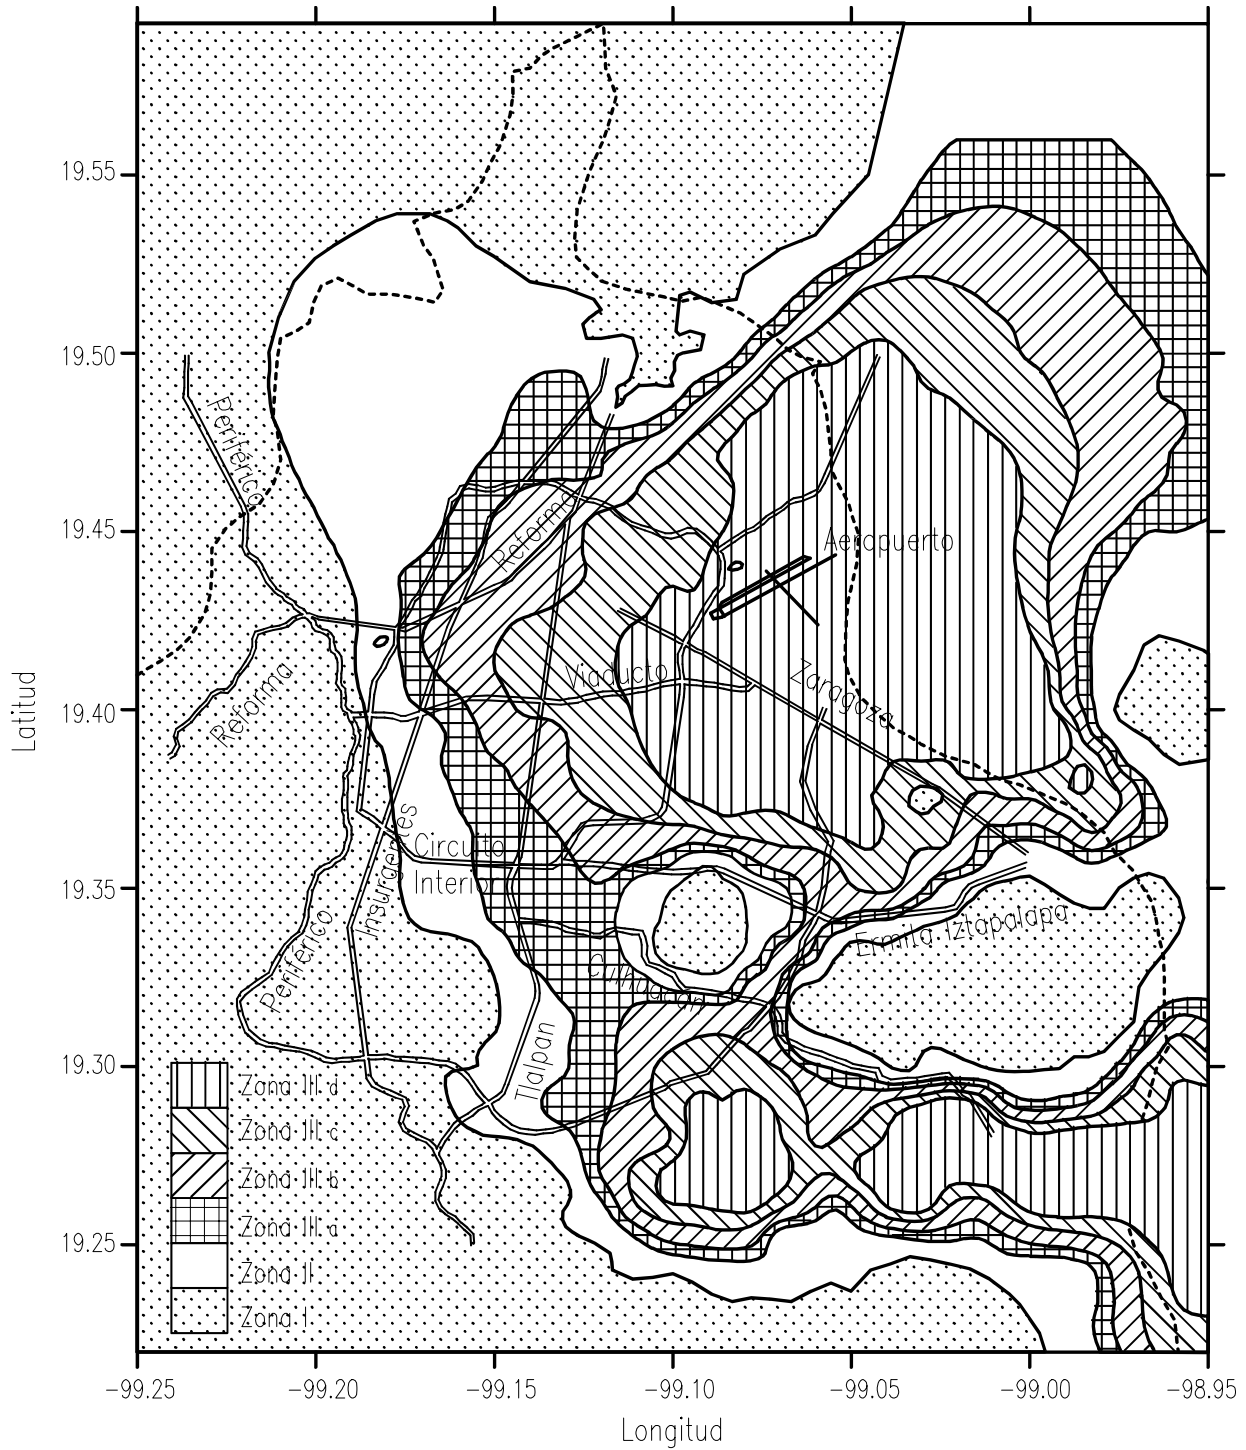 19.55
19.50
19.45
19.40
19.35
19.30
19.25
Latitud
Periférico
Reforma
Aeropuerto
Reforma
Viaducto
Zaragoza
Insurgentes
Circuito
Interior
Periférico
Ermita Iztapalapa
Culhuacán
Tlalpan
Zona III d
Zona III c
Zona III b
Zona III a
Zona II
Zona I
-99.25
-99.20
-99.15
-99.10
-99.05
-99.00
-98.95
Longitud